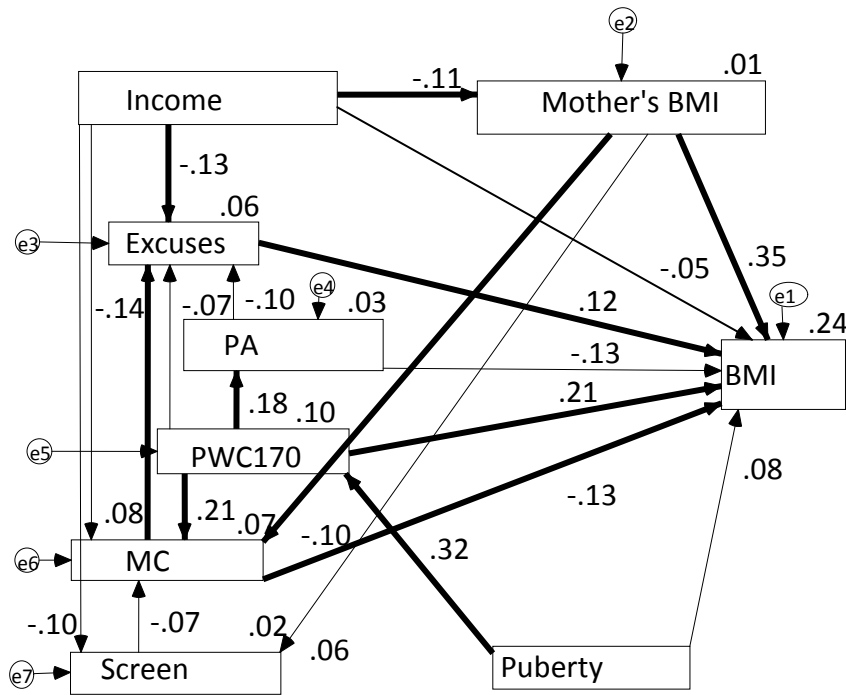 e2
.01
Income
-.11
Mother's BMI
-.13
.06
e3
Excuses
-.05
.35
-.14
-.07
-.10
e4
.03
.12
e1
.24
PA
-.13
BMI
.18
.10
.21
e5
PWC170
.08
.21
.07
-.10
-.13
.08
e6
MC
.32
-.10
-.07
.02
.06
e7
Screen
Puberty